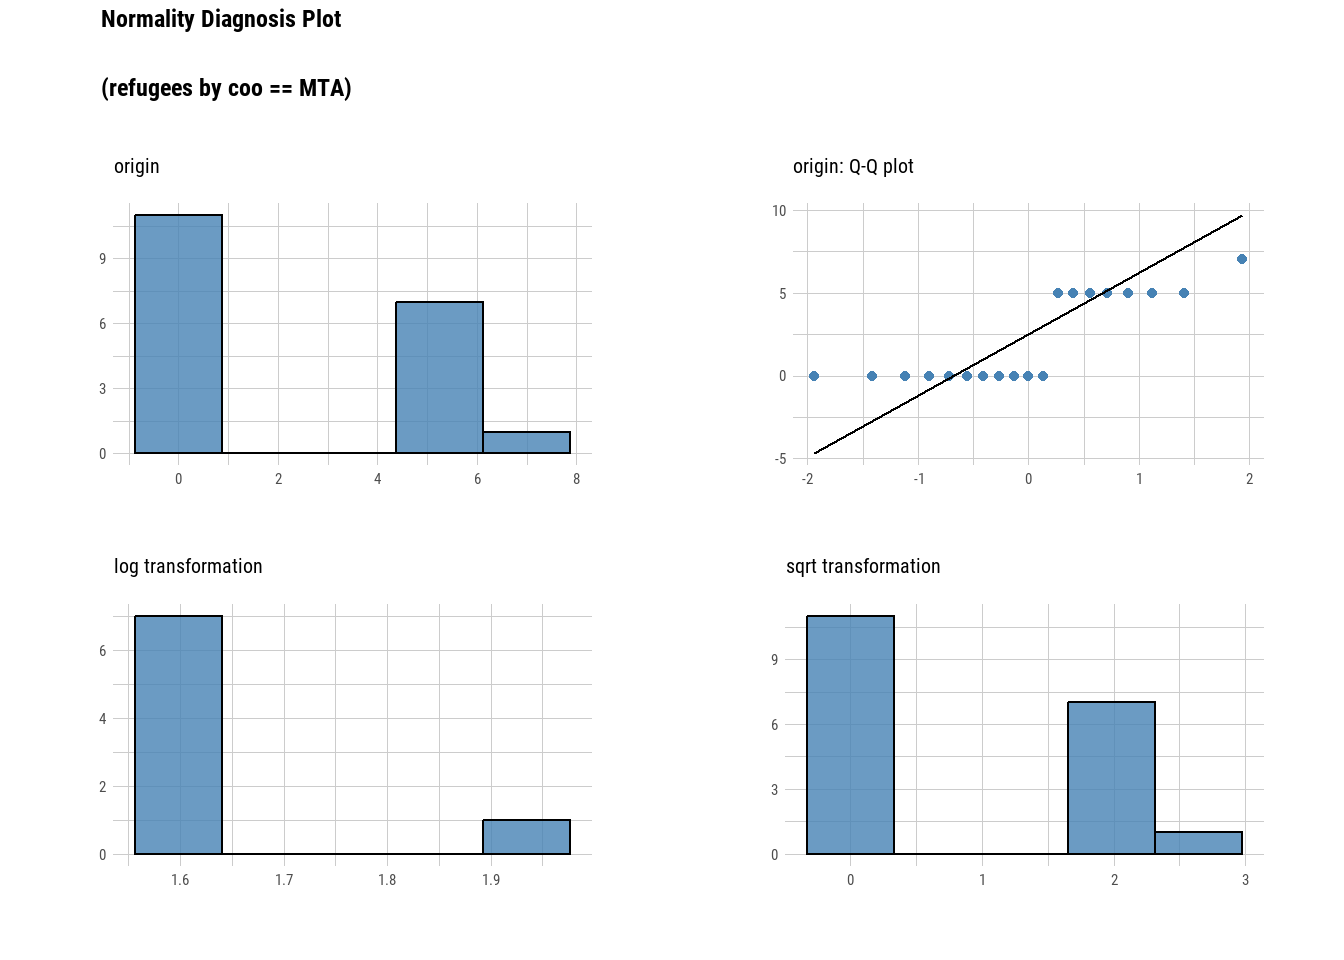 Normality Diagnosis Plot
(refugees by coo == MTA)
origin
9
6
3
0
0 2 4 6 8
origin: Q-Q plot
10
5
0
-5
-2 -1 0 1 2
log transformation
6
4
2
0
1.6 1.7 1.8 1.9
sqrt transformation
9
6
3
0
0 1 2 3